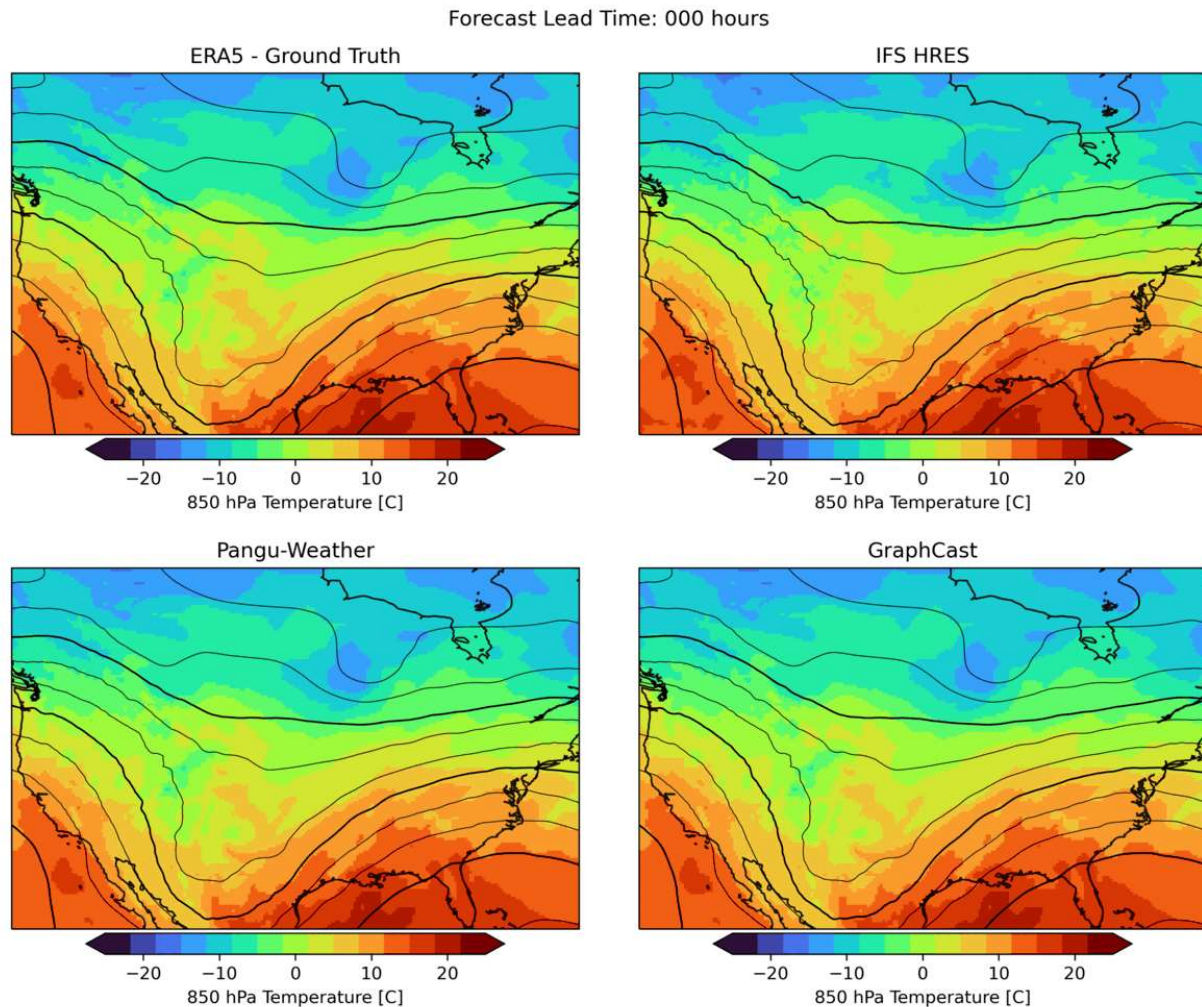 Forecast Lead Time: 000 hours
ERA5 - Ground Truth
IFS HRES
−20 −10 0 10 20
850 hPa Temperature [C]
−20 −10 0 10 20
850 hPa Temperature [C]
Pangu-Weather
GraphCast
−20 −10 0 10 20
850 hPa Temperature [C]
−20 −10 0 10 20
850 hPa Temperature [C]